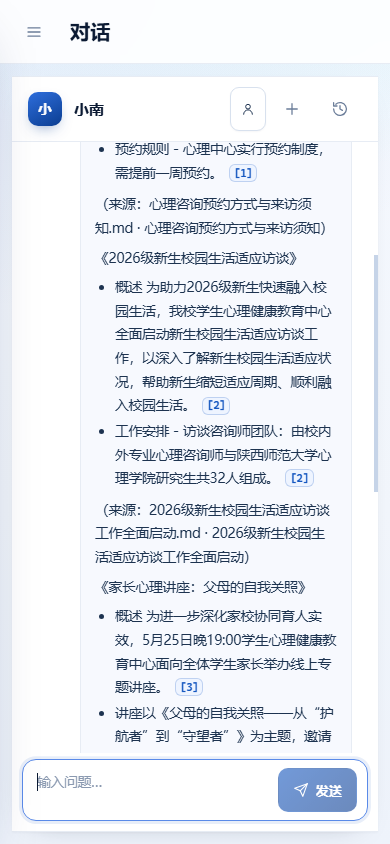 对话
小 小南
• 预约规则 - 心理中心实行预约制度，
需提前一周预约。 [1]
（来源：心理咨询预约方式与来访须
知.md · 心理咨询预约方式与来访须知）
《2026级新生校园生活适应访谈》
• 概述 为助力2026级新生快速融入校
园生活，我校学生心理健康教育中心
全面启动新生校园生活适应访谈工
作，以深入了解新生校园生活适应状
况，帮助新生缩短适应周期、顺利融
入校园生活。 [2]
• 工作安排 - 访谈咨询师团队：由校内
外专业心理咨询师与陕西师范大学心
理学院研究生共32人组成。 [2]
（来源：2026级新生校园生活适应访谈
工作全面启动.md · 2026级新生校园生
活适应访谈工作全面启动）
《家长心理讲座：父母的自我关照》
• 概述 为进一步深化家校协同育人实
效，5月25日晚19:00学生心理健康教
育中心面向全体学生家长举办线上专
题讲座。 [3]
• 讲座以《父母的自我关照——从“护
航者”到“守望者”》为主题，邀请
输入问题...
发送